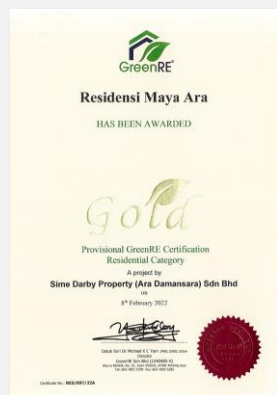 GreenRE
Residensi Maya Ara
HAS BEEN AWARDED
Gold
Provisional GreenRE Certification
Residential Category
A project by
Sime Darby Property (Ara Damansara) Sdn Bhd
on
8th February 2022
Director